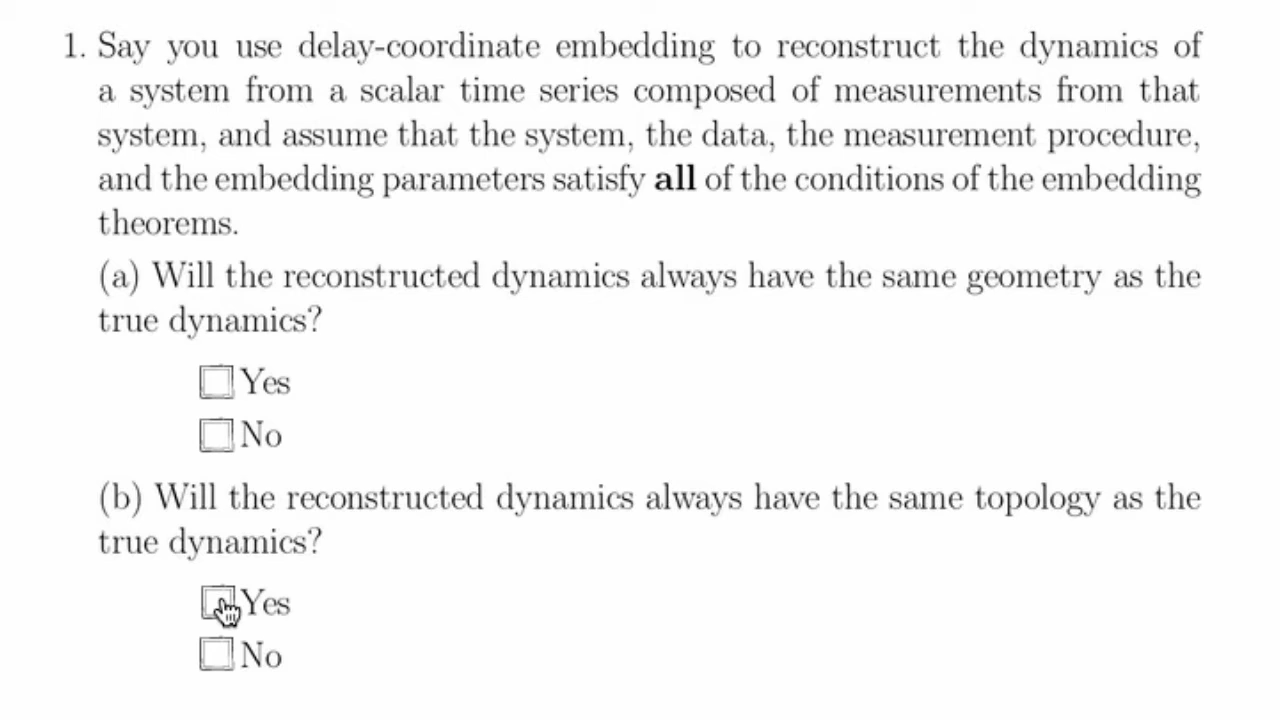 1. Say you use delay-coordinate embedding to reconstruct the dynamics of
a system from a scalar time series composed of measurements from that
system, and assume that the system, the data, the measurement procedure,
and the embedding parameters satisfy all of the conditions of the embedding
theorems.
(a) Will the reconstructed dynamics always have the same geometry as the
true dynamics?
Yes
No
(b) Will the reconstructed dynamics always have the same topology as the
true dynamics?
Yes
No